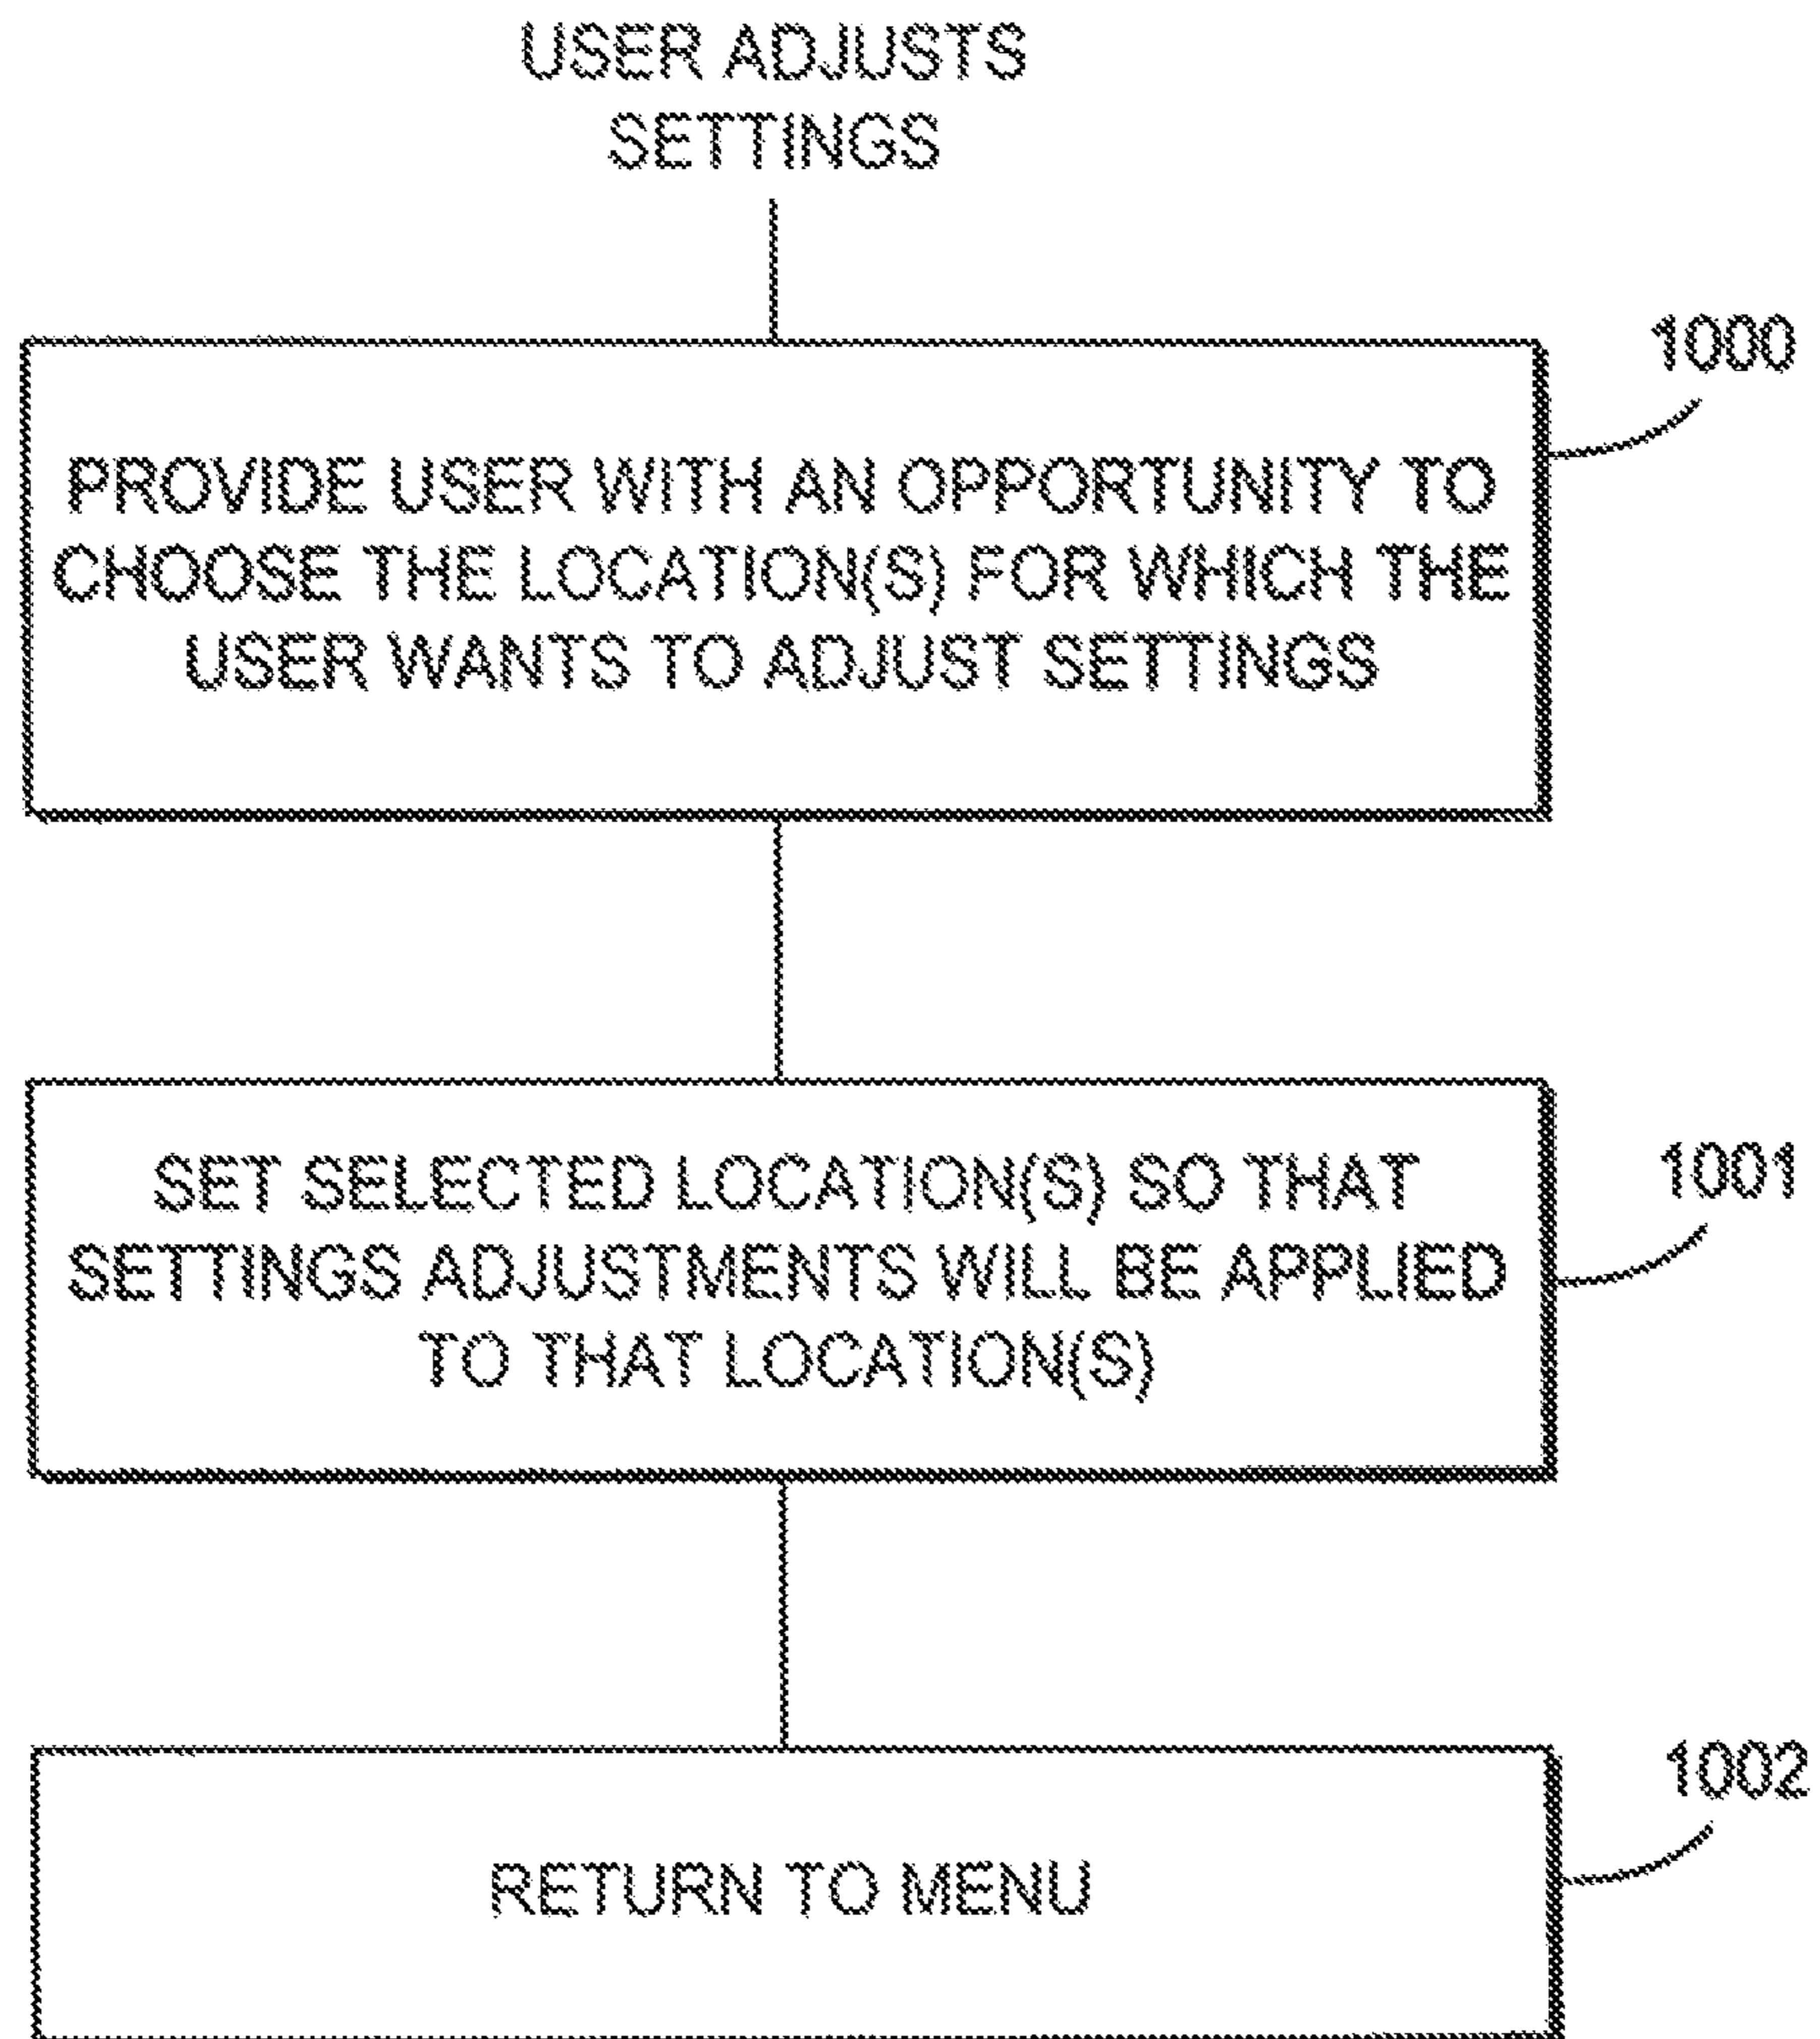 USER ADJUSTS
SETTINGS
1000
PROVIDE USER WITH AN OPPORTUNITY TO
CHOOSE THE LOCATION(S) FOR WHICH THE
USER WANTS TO ADJUST SETTINGS
1001
SET SELECTED LOCATION(S) SO THAT
SETTINGS ADJUSTMENTS WILL BE APPLIED
TO THAT LOCATION(S)
1002
RETURN TO MENU